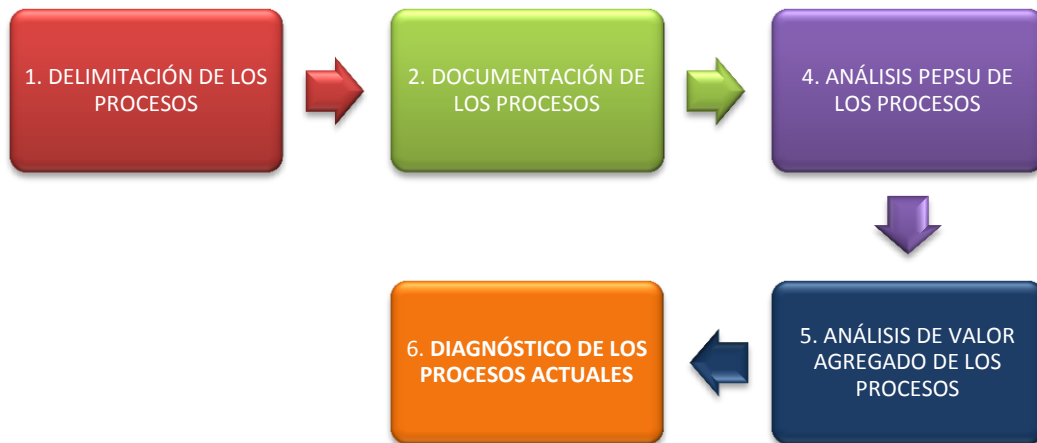 1. DELIMITACIÓN DE LOS
PROCESOS
2. DOCUMENTACIÓN DE
LOS PROCESOS
4. ANÁLISIS PEPSU DE
LOS PROCESOS
5. ANÁLISIS DE VALOR
AGREGADO DE LOS
PROCESOS
6. DIAGNÓSTICO DE LOS
PROCESOS ACTUALES